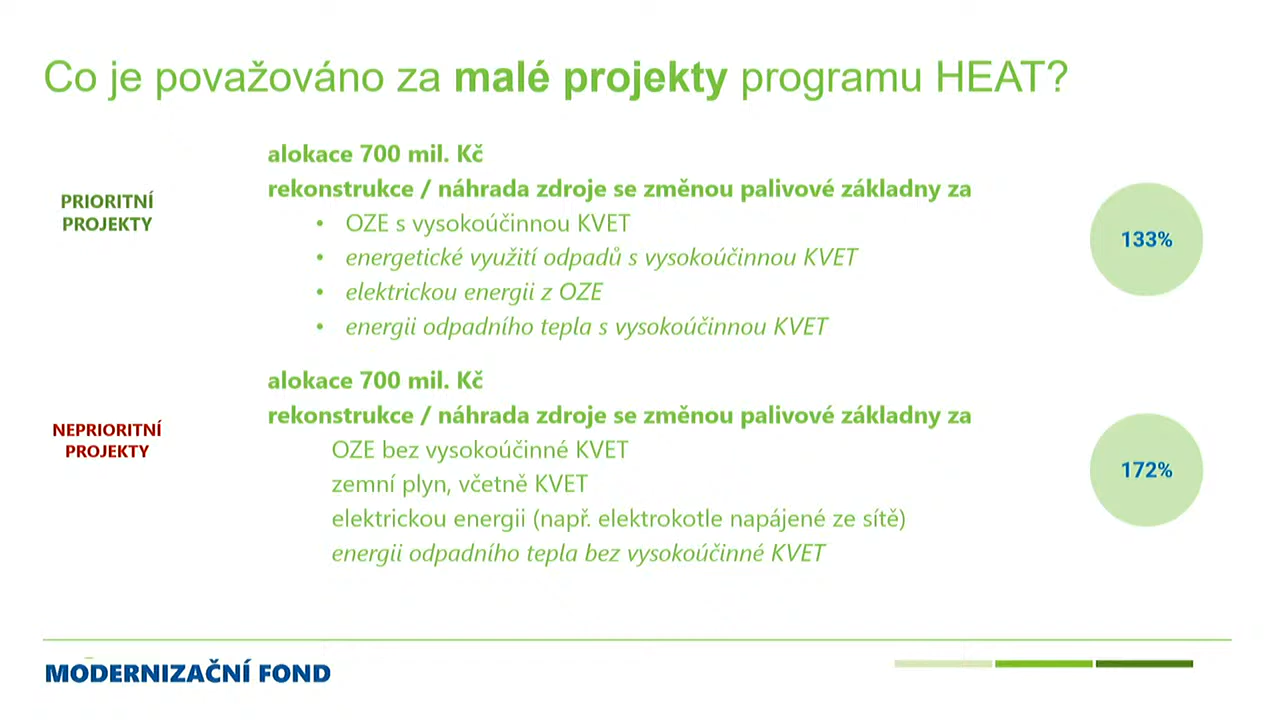 Co je považováno za malé projekty programu HEAT?
PRIORITNÍ
PROJEKTY
alokace 700 mil. Kč
rekonstrukce / náhrada zdroje se změnou palivové základny za
• OZE s vysokoúčinnou KVET
• energetické využití odpadů s vysokoúčinnou KVET
• elektrickou energii z OZE
• energii odpadního tepla s vysokoúčinnou KVET
133%
NEPRIORITNÍ
PROJEKTY
alokace 700 mil. Kč
rekonstrukce / náhrada zdroje se změnou palivové základny za
OZE bez vysokoúčinné KVET
zemní plyn, včetně KVET
elektrickou energii (např. elektrokotle napájené ze sítě)
energii odpadního tepla bez vysokoúčinné KVET
172%
MODERNIZAČNÍ FOND